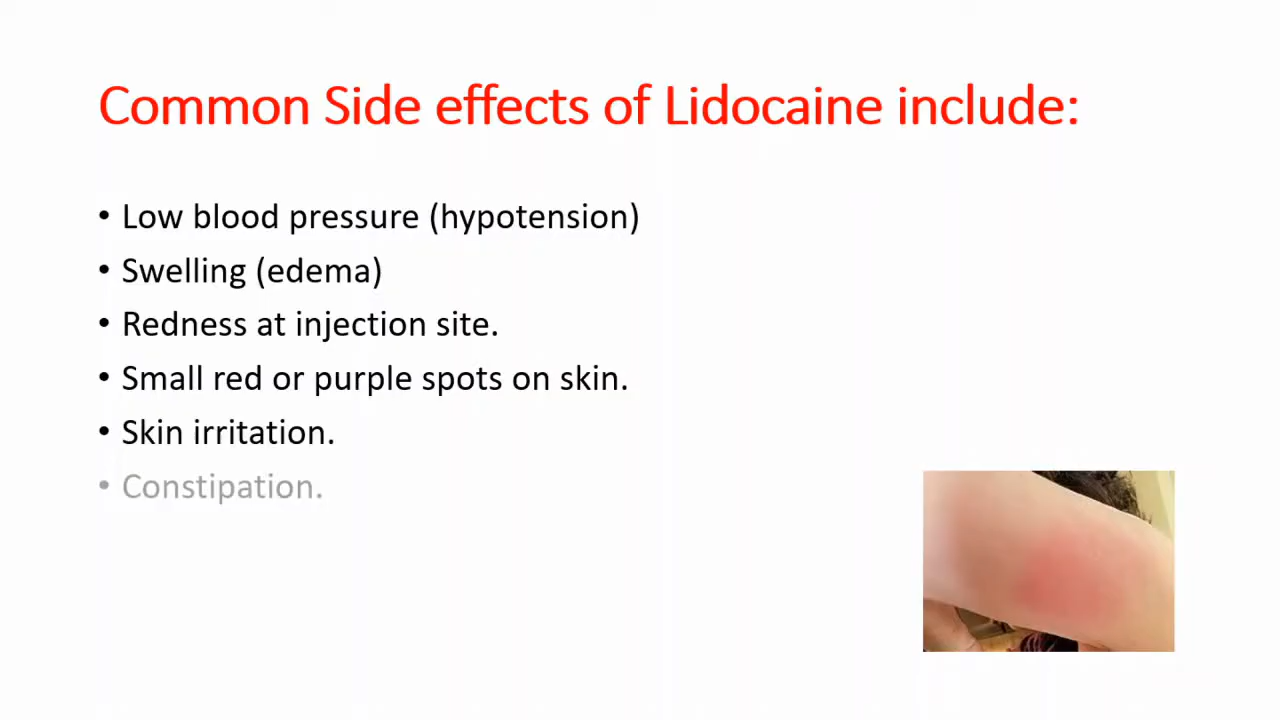 Common Side effects of Lidocaine include:
• Low blood pressure (hypotension)
• Swelling (edema)
• Redness at injection site.
• Small red or purple spots on skin.
• Skin irritation.
• Constipation.